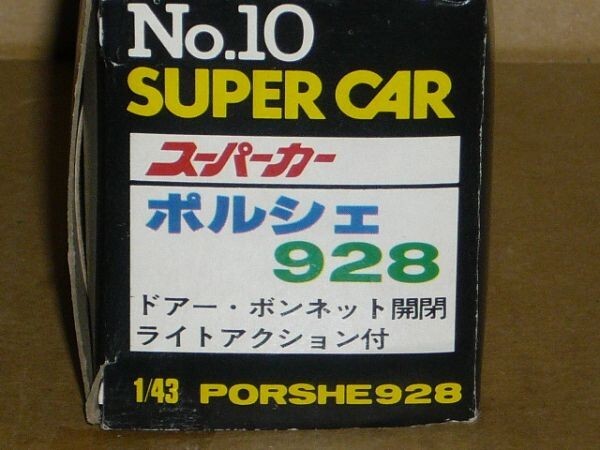 No.10
SUPER CAR
スーパーカー
ポルシェ
928
ドアー・ボンネット開閉
ライトアクション付
1/43 PORSHE928